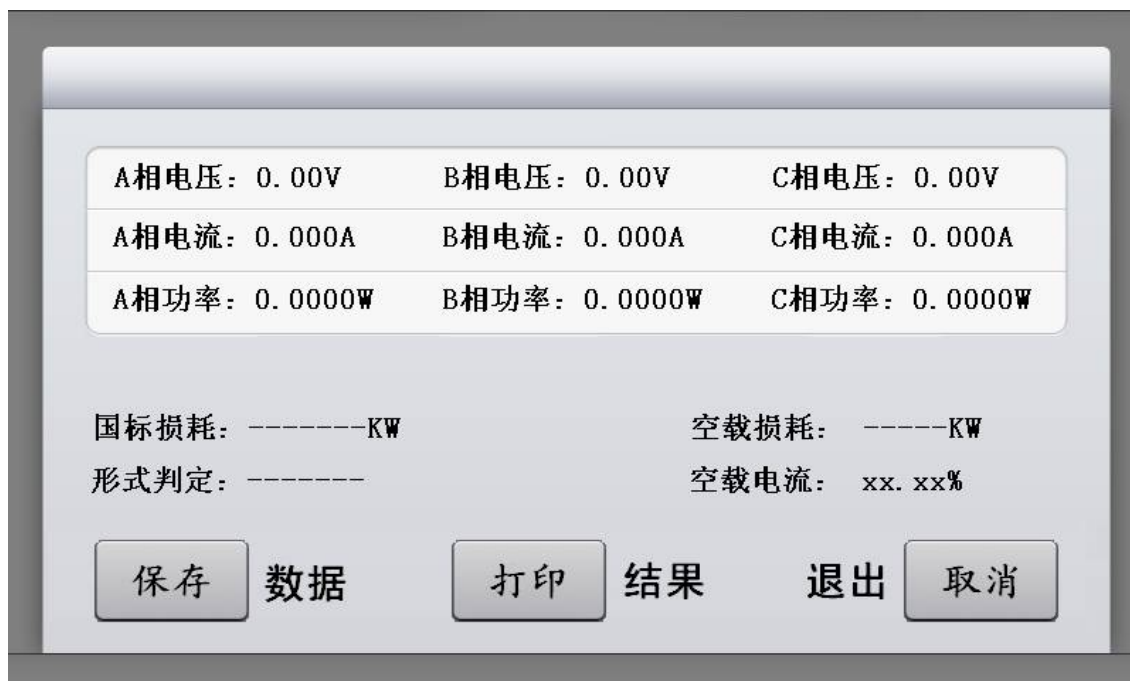 A相电压：0.00V B相电压：0.00V C相电压：0.00V
A相电流：0.000A B相电流：0.000A C相电流：0.000A
A相功率：0.0000W B相功率：0.0000W C相功率：0.0000W
国标损耗：-------KW 空载损耗： -----KW
形式判定：------- 空载电流： xx.xx%
保存 数据 打印 结果 退出 取消